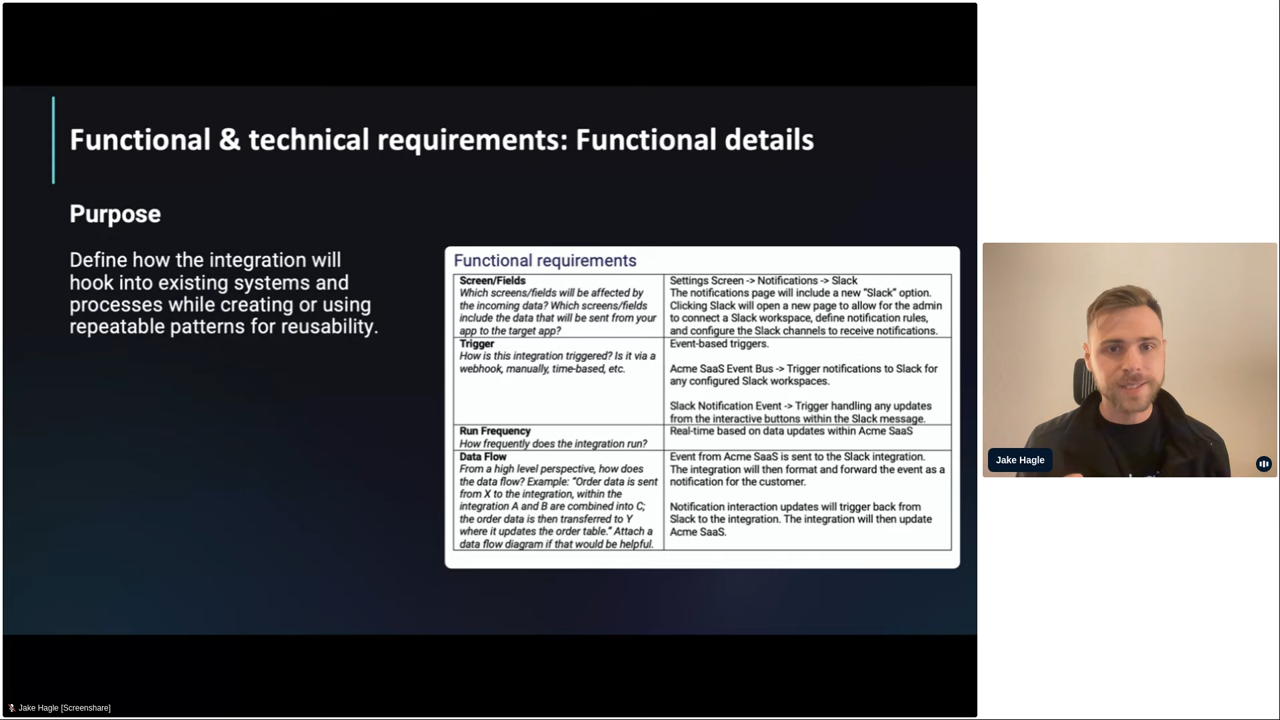 Functional & technical requirements: Functional details
Purpose
Define how the integration will
hook into existing systems and
processes while creating or using
repeatable patterns for reusability.
Functional requirements
Screen/Fields
Which screens/fields will be affected by
the incoming data? Which screens/fields
include the data that will be sent from your
app to the target app?
Settings Screen -> Notifications -> Slack
The notifications page will include a new “Slack” option.
Clicking Slack will open a new page to allow for the admin
to connect a Slack workspace, define notification rules,
and configure the Slack channels to receive notifications.
Trigger
How is this integration triggered? Is it via a
webhook, manually, time-based, etc.
Event-based triggers.
Acme SaaS Event Bus -> Trigger notifications to Slack for
any configured Slack workspaces.
Slack Notification Event -> Trigger handling any updates
from the interactive buttons within the Slack message.
Run Frequency
How frequently does the integration run?
Real-time based on data updates within Acme SaaS
Data Flow
From a high level perspective, how does
the data flow? Example: “Order data is sent
from X to the integration, within the
integration A and B are combined into C;
the order data is then transferred to Y
where it updates the order table.” Attach a
data flow diagram if that would be helpful.
Event from Acme SaaS is sent to the Slack integration.
The integration will then format and forward the event as a
notification for the customer.
Notification interaction updates will trigger back from
Slack to the integration. The integration will then update
Acme SaaS.
Jake Hagle
Jake Hagle [Screenshare]